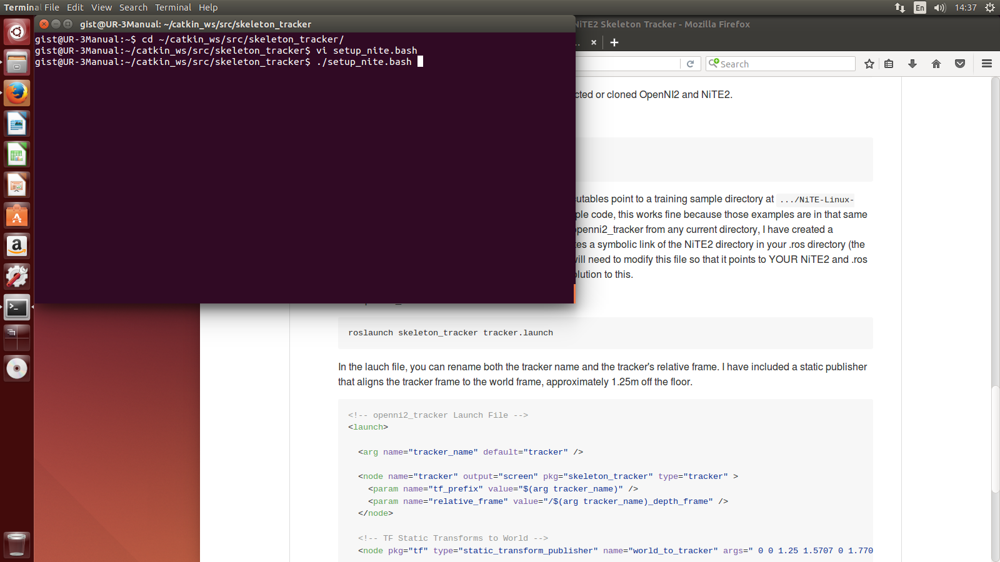 Terminal File Edit View Search Terminal Help
En 14:37
gist@UR-3Manual: ~/catkin_ws/src/skeleton_tracker
NiTE2 Skeleton Tracker - Mozilla Firefox
gist@UR-3Manual:~$ cd ~/catkin_ws/src/skeleton_tracker/
gist@UR-3Manual:~/catkin_ws/src/skeleton_tracker$ vi setup_nite.bash
gist@UR-3Manual:~/catkin_ws/src/skeleton_tracker$ ./setup_nite.bash
Search
cted or cloned OpenNI2 and NiTE2.
cutables point to a training sample directory at .../NiTE-Linux-
ple code, this works fine because those examples are in that same
openni2_tracker from any current directory, I have created a
tes a symbolic link of the NiTE2 directory in your .ros directory (the
will need to modify this file so that it points to YOUR NiTE2 and .ros
olution to this.
roslaunch skeleton_tracker tracker.launch
In the lauch file, you can rename both the tracker name and the tracker's relative frame. I have included a static publisher
that aligns the tracker frame to the world frame, approximately 1.25m off the floor.
<!-- openni2_tracker Launch File -->
<launch>
<arg name="tracker_name" default="tracker" />
<node name="tracker" output="screen" pkg="skeleton_tracker" type="tracker" >
<param name="tf_prefix" value="$(arg tracker_name)" />
<param name="relative_frame" value="/$(arg tracker_name)_depth_frame" />
</node>
<!-- TF Static Transforms to World -->
<node pkg="tf" type="static_transform_publisher" name="world_to_tracker" args=" 0 0 1.25 1.5707 0 1.770